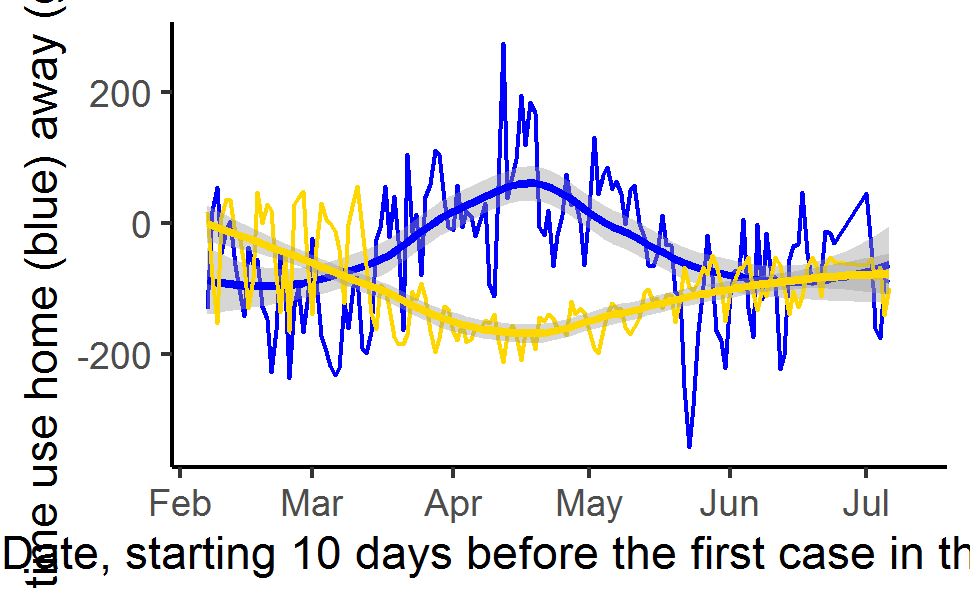 time use home (blue) away (
200
0
-200
Feb Mar Apr May Jun Jul
Date, starting 10 days before the first case in th